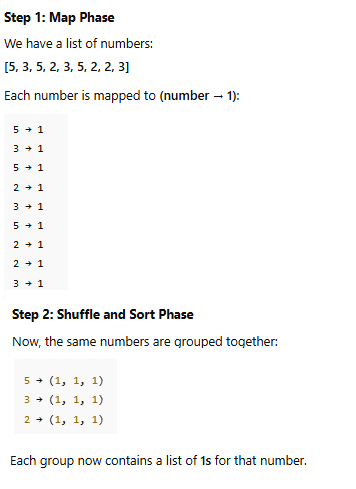 Step 1: Map Phase
We have a list of numbers:
[5, 3, 5, 2, 3, 5, 2, 2, 3]
Each number is mapped to (number → 1):
5 → 1
3 → 1
5 → 1
2 → 1
3 → 1
5 → 1
2 → 1
2 → 1
3 → 1
Step 2: Shuffle and Sort Phase
Now, the same numbers are grouped together:
5 → (1, 1, 1)
3 → (1, 1, 1)
2 → (1, 1, 1)
Each group now contains a list of 1s for that number.